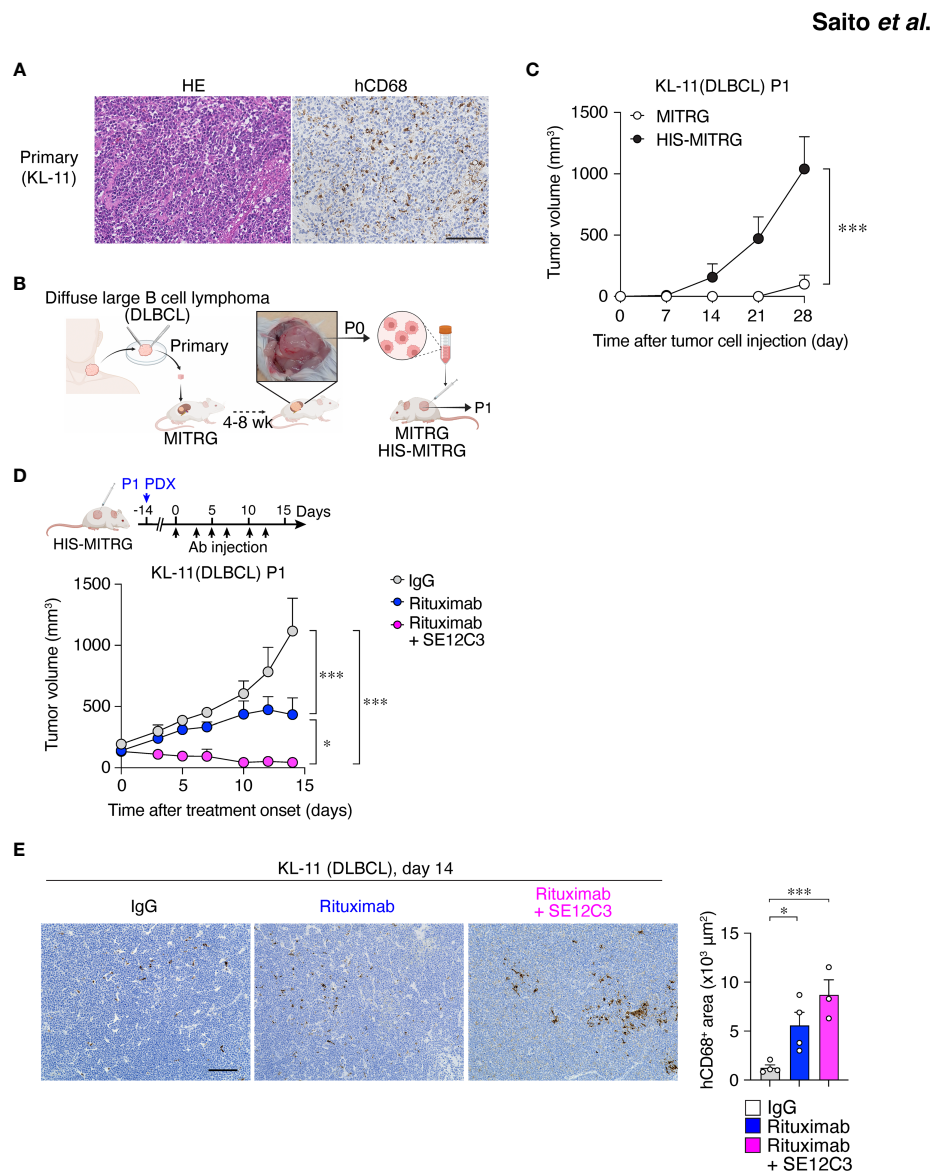 Saito et al.
A
HE
hCD68
Primary
(KL-11)
C
KL-11(DLBCL) P1
MITRG
HIS-MITRG
Tumor volume (mm³)
1500
1000
500
0
0 7 14 21 28
***
Time after tumor cell injection (day)
B
Diffuse large B cell lymphoma
(DLBCL)
Primary
P0
MITRG
4-8 wk
P1
MITRG
HIS-MITRG
D
P1 PDX
-14 0 5 10 15 Days
HIS-MITRG
Ab injection
KL-11(DLBCL) P1
IgG
Rituximab
Rituximab
+ SE12C3
Tumor volume (mm³)
1500
1000
500
0
0 5 10 15
***
***
*
Time after treatment onset (days)
E
KL-11 (DLBCL), day 14
IgG
Rituximab
Rituximab
+ SE12C3
***
*
hCD68⁺ area (x10³ µm²)
15
10
5
0
IgG
Rituximab
Rituximab
+ SE12C3